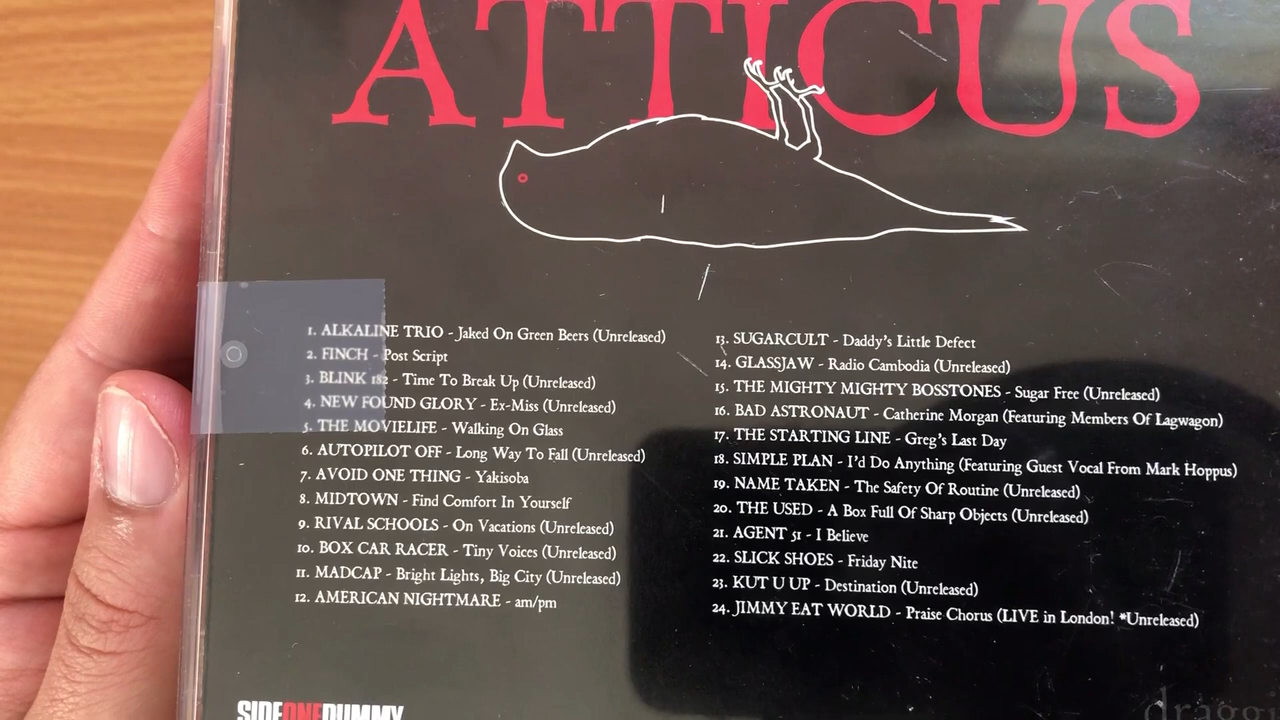 ATTICUS
1. ALKALINE TRIO - Jaked On Green Beers (Unreleased)
2. FINCH - Post Script
3. BLINK 182 - Time To Break Up (Unreleased)
4. NEW FOUND GLORY - Ex-Miss (Unreleased)
5. THE MOVIELIFE - Walking On Glass
6. AUTOPILOT OFF - Long Way To Fall (Unreleased)
7. AVOID ONE THING - Yakisoba
8. MIDTOWN - Find Comfort In Yourself
9. RIVAL SCHOOLS - On Vacations (Unreleased)
10. BOX CAR RACER - Tiny Voices (Unreleased)
11. MADCAP - Bright Lights, Big City (Unreleased)
12. AMERICAN NIGHTMARE - am/pm
13. SUGARCULT - Daddy's Little Defect
14. GLASSJAW - Radio Cambodia (Unreleased)
15. THE MIGHTY MIGHTY BOSSTONES - Sugar Free (Unreleased)
16. BAD ASTRONAUT - Catherine Morgan (Featuring Members Of Lagwagon)
17. THE STARTING LINE - Greg's Last Day
18. SIMPLE PLAN - I'd Do Anything (Featuring Guest Vocal From Mark Hoppus)
19. NAME TAKEN - The Safety Of Routine (Unreleased)
20. THE USED - A Box Full Of Sharp Objects (Unreleased)
21. AGENT 51 - I Believe
22. SLICK SHOES - Friday Nite
23. KUT U UP - Destination (Unreleased)
24. JIMMY EAT WORLD - Praise Chorus (LIVE in London! *Unreleased)
SIDEONEDUMMY